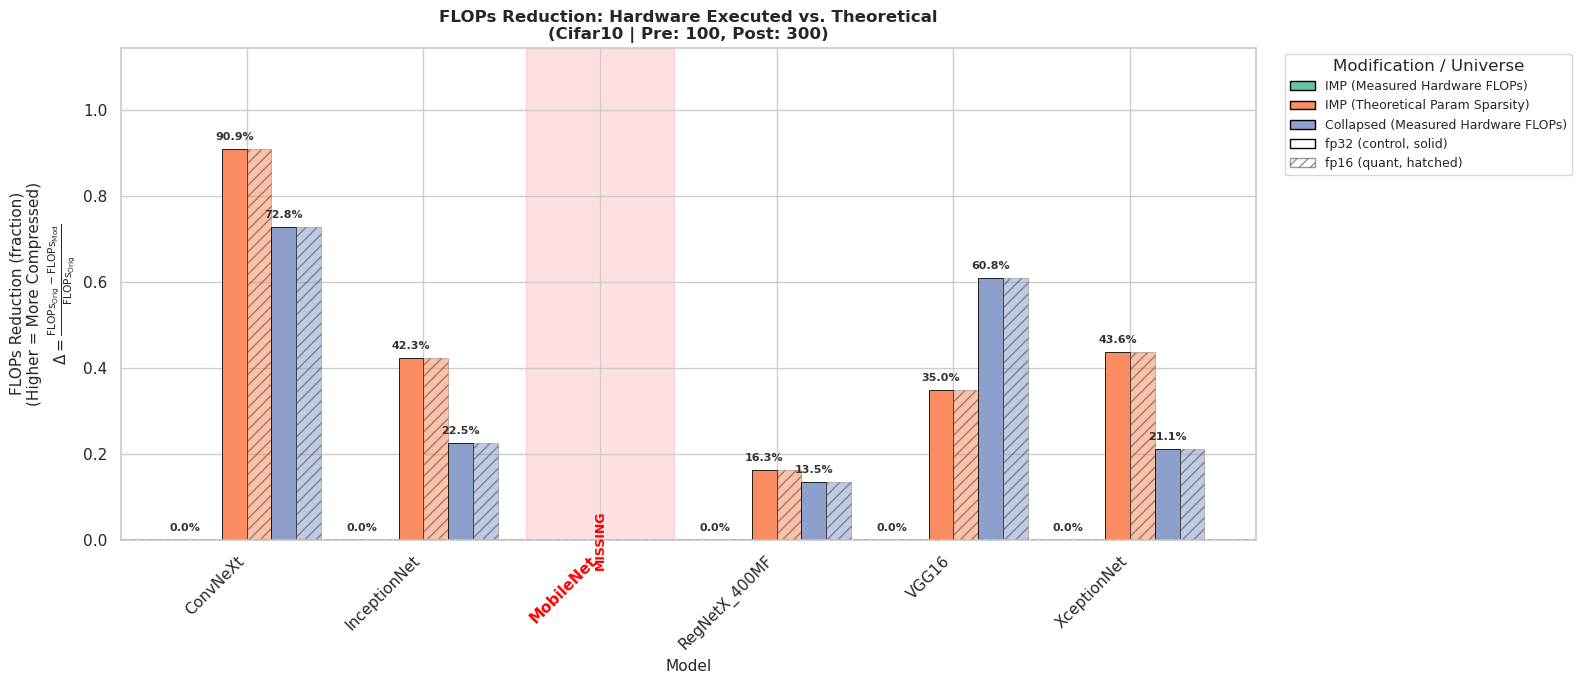 FLOPs Reduction: Hardware Executed vs. Theoretical
(Cifar10 | Pre: 100, Post: 300)
FLOPs Reduction (fraction)
(Higher = More Compressed)
Δ = (FLOPs_Orig − FLOPs_Mod) / FLOPs_Orig
1.0
0.8
0.6
0.4
0.2
0.0
0.0%
90.9%
72.8%
0.0%
42.3%
22.5%
MISSING
0.0%
16.3%
13.5%
0.0%
35.0%
60.8%
0.0%
43.6%
21.1%
ConvNeXt
InceptionNet
MobileNet
RegNetX_400MF
VGG16
XceptionNet
Model
Modification / Universe
IMP (Measured Hardware FLOPs)
IMP (Theoretical Param Sparsity)
Collapsed (Measured Hardware FLOPs)
fp32 (control, solid)
fp16 (quant, hatched)